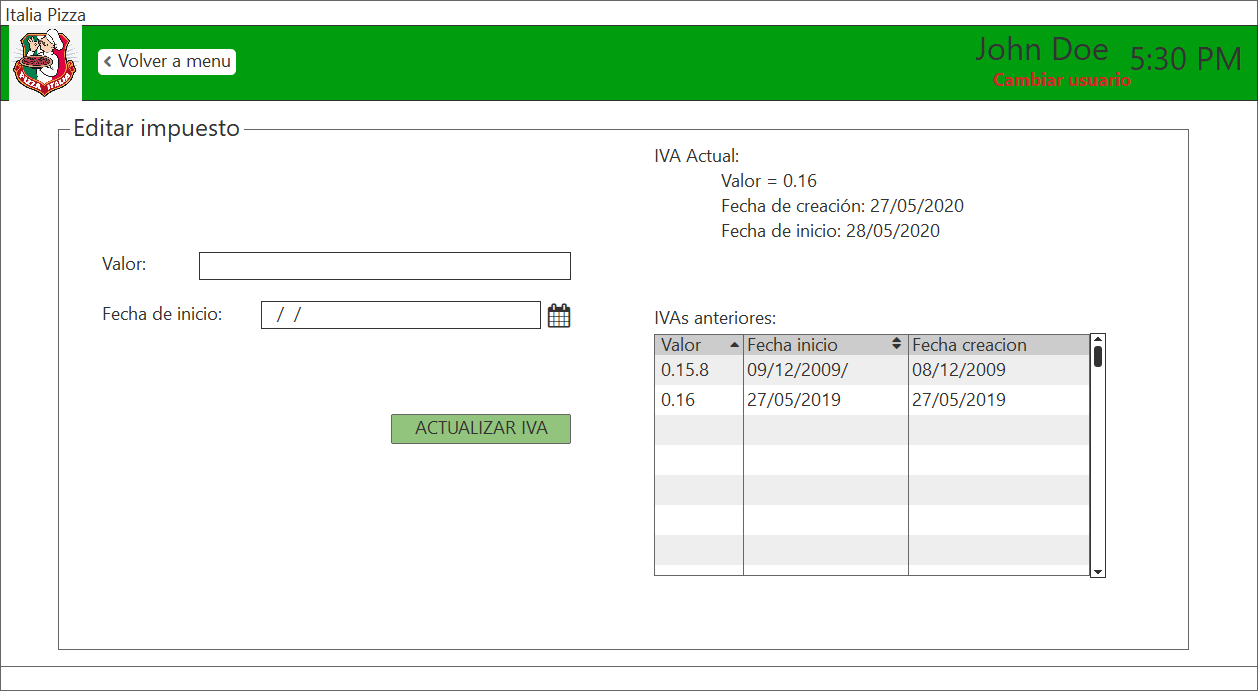 Italia Pizza
Volver a menu
John Doe
5:30 PM
Cambiar usuario
Editar impuesto
IVA Actual:
Valor = 0.16
Fecha de creación: 27/05/2020
Fecha de inicio: 28/05/2020
Valor:
Fecha de inicio: / /
ACTUALIZAR IVA
IVAs anteriores:
Valor Fecha inicio Fecha creacion
0.15.8 09/12/2009/ 08/12/2009
0.16 27/05/2019 27/05/2019